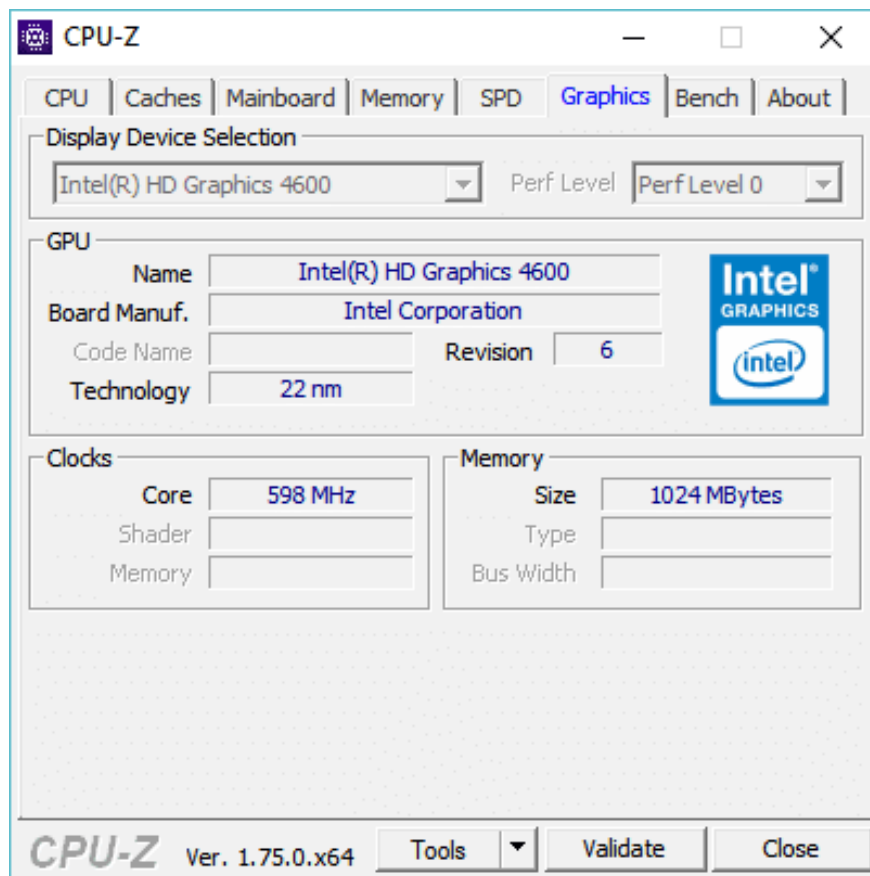 CPU-Z
CPU Caches Mainboard Memory SPD Graphics Bench About
Display Device Selection
Intel(R) HD Graphics 4600 Perf Level Perf Level 0
GPU
Name Intel(R) HD Graphics 4600
Board Manuf. Intel Corporation
Code Name Revision 6
Technology 22 nm
Intel®
GRAPHICS
intel
Clocks
Core 598 MHz
Shader
Memory
Memory
Size 1024 MBytes
Type
Bus Width
CPU-Z Ver. 1.75.0.x64 Tools Validate Close